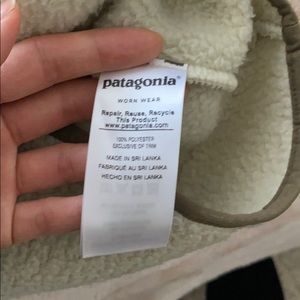 patagonia®
WORN WEAR
Repair, Reuse, Recycle
This Product
www.patagonia.com
100% POLYESTER
EXCLUSIVE OF TRIM
MADE IN SRI LANKA
FABRIQUÉ AU SRI LANKA
HECHO EN SRI LANKA